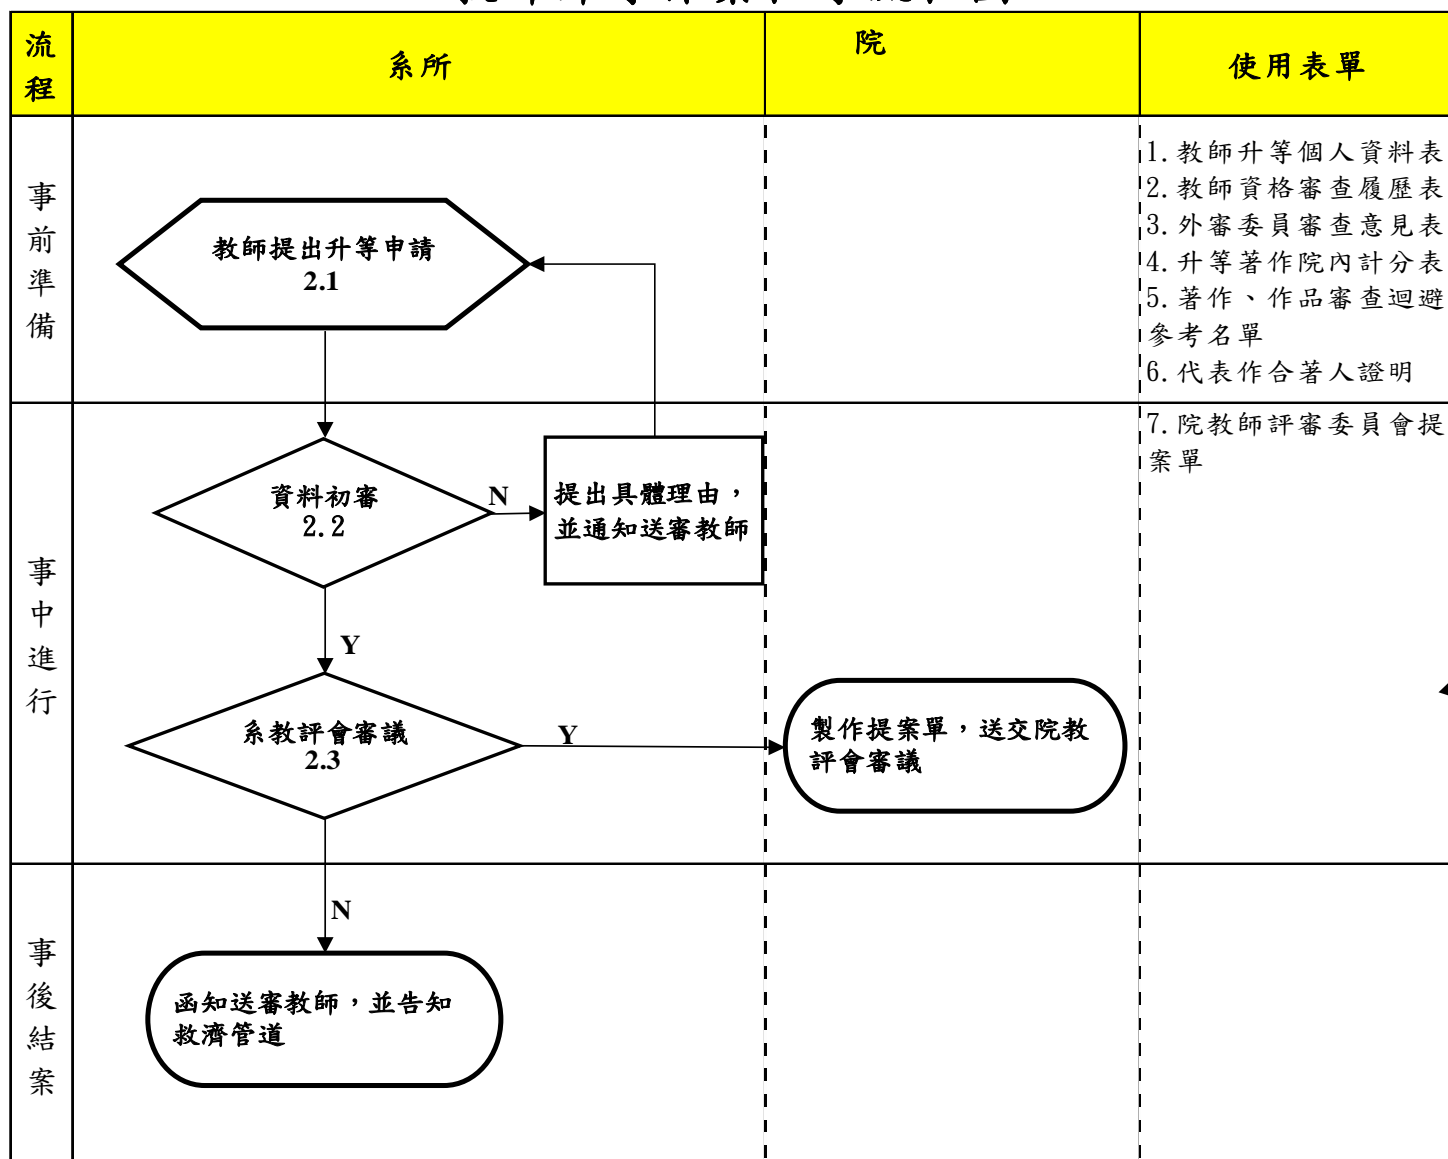 流
程
系所
院
使用表單
事
前
準
備
教師提出升等申請
2.1
1.教師升等個人資料表
2.教師資格審查履歷表
3.外審委員審查意見表
4.升等著作院內計分表
5.著作、作品審查迴避
參考名單
6.代表作合著人證明
事
中
進
行
資料初審
2.2
N
提出具體理由，
並通知送審教師
7.院教師評審委員會提
案單
Y
系教評會審議
2.3
Y
製作提案單，送交院教
評會審議
事
後
結
案
N
函知送審教師，並告知
救濟管道